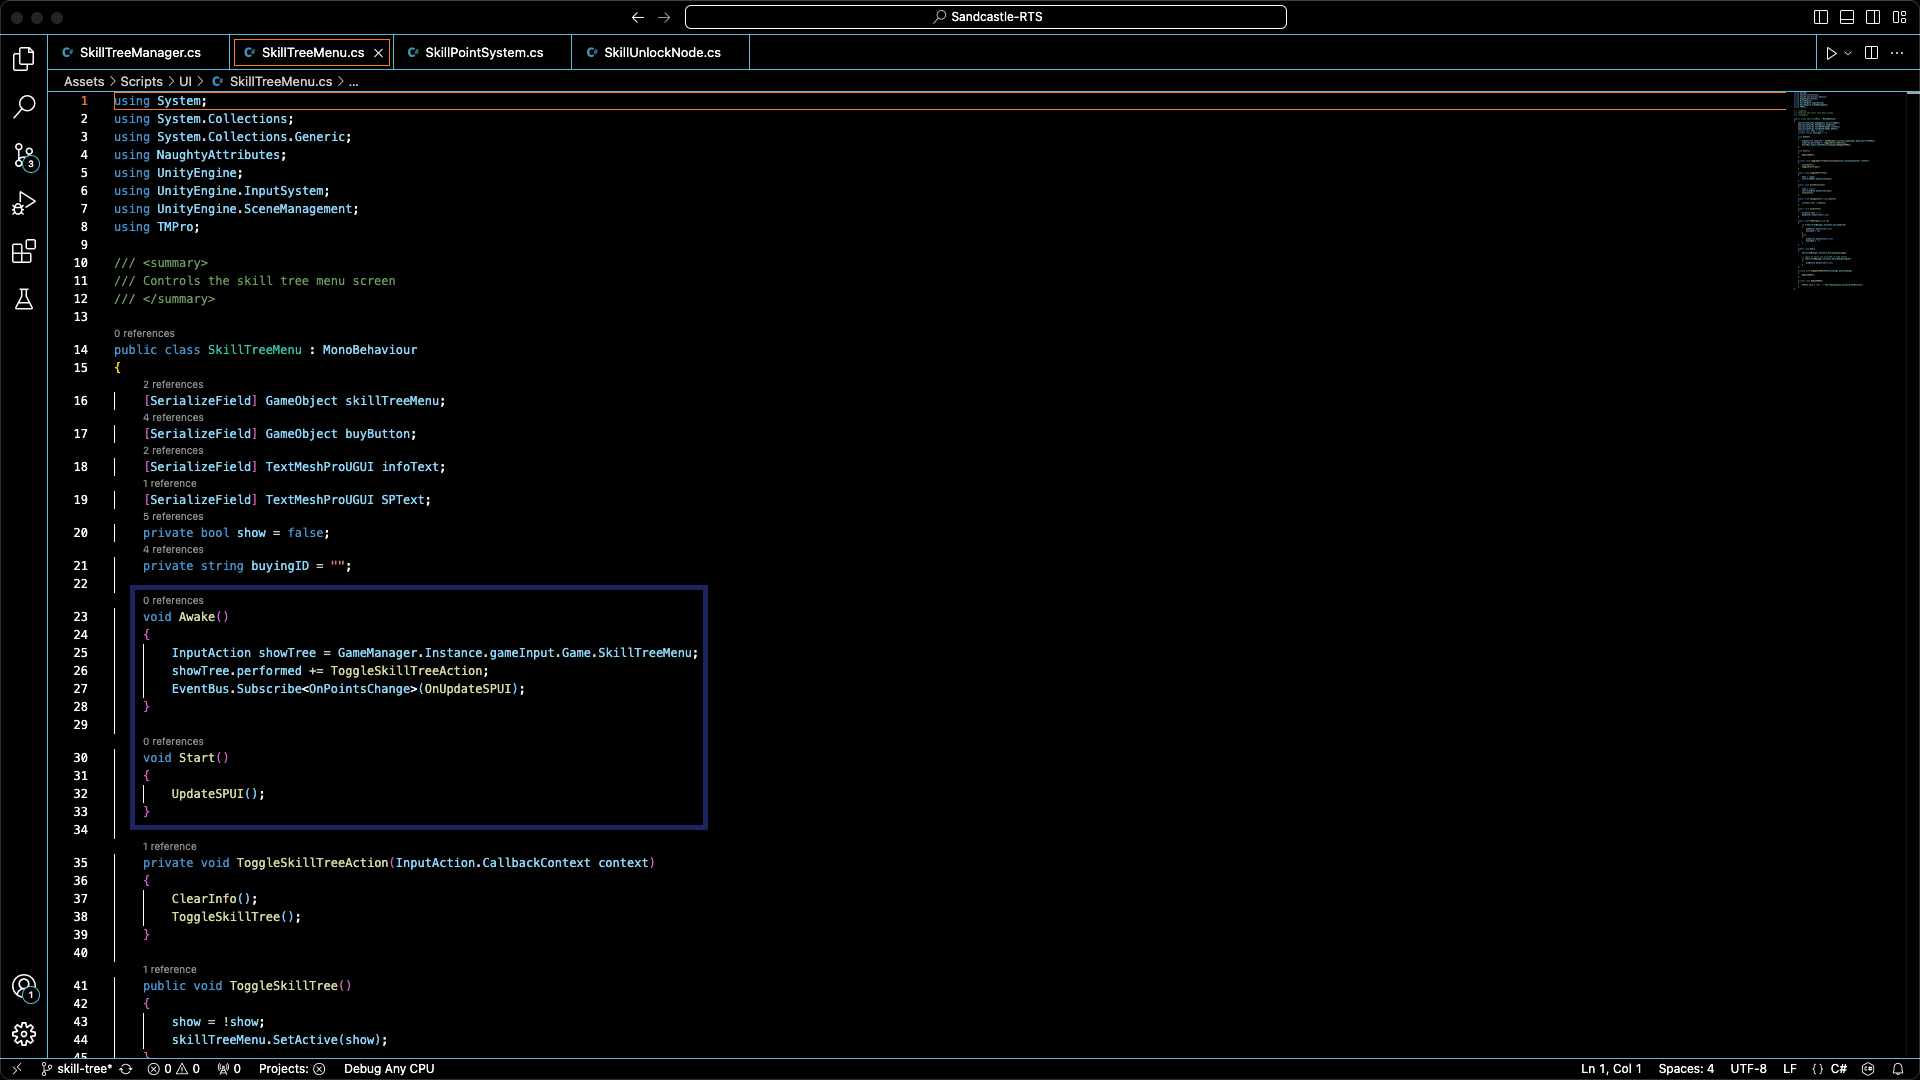 Sandcastle-RTS
SkillTreeManager.cs
SkillTreeMenu.cs
SkillPointSystem.cs
SkillUnlockNode.cs
Assets > Scripts > UI > SkillTreeMenu.cs > ...
1 using System;
2 using System.Collections;
3 using System.Collections.Generic;
4 using NaughtyAttributes;
5 using UnityEngine;
6 using UnityEngine.InputSystem;
7 using UnityEngine.SceneManagement;
8 using TMPro;
9
10 /// <summary>
11 /// Controls the skill tree menu screen
12 /// </summary>
13
0 references
14 public class SkillTreeMenu : MonoBehaviour
15 {
2 references
16 [SerializeField] GameObject skillTreeMenu;
4 references
17 [SerializeField] GameObject buyButton;
2 references
18 [SerializeField] TextMeshProUGUI infoText;
1 reference
19 [SerializeField] TextMeshProUGUI SPText;
5 references
20 private bool show = false;
4 references
21 private string buyingID = "";
22
0 references
23 void Awake()
24 {
25 InputAction showTree = GameManager.Instance.gameInput.Game.SkillTreeMenu;
26 showTree.performed += ToggleSkillTreeAction;
27 EventBus.Subscribe<OnPointsChange>(OnUpdateSPUI);
28 }
29
0 references
30 void Start()
31 {
32 UpdateSPUI();
33 }
34
1 reference
35 private void ToggleSkillTreeAction(InputAction.CallbackContext context)
36 {
37 ClearInfo();
38 ToggleSkillTree();
39 }
40
1 reference
41 public void ToggleSkillTree()
42 {
43 show = !show;
44 skillTreeMenu.SetActive(show);
45 }
3
1
skill-tree* 0 0 0 Projects: Debug Any CPU Ln 1, Col 1 Spaces: 4 UTF-8 LF {} C#